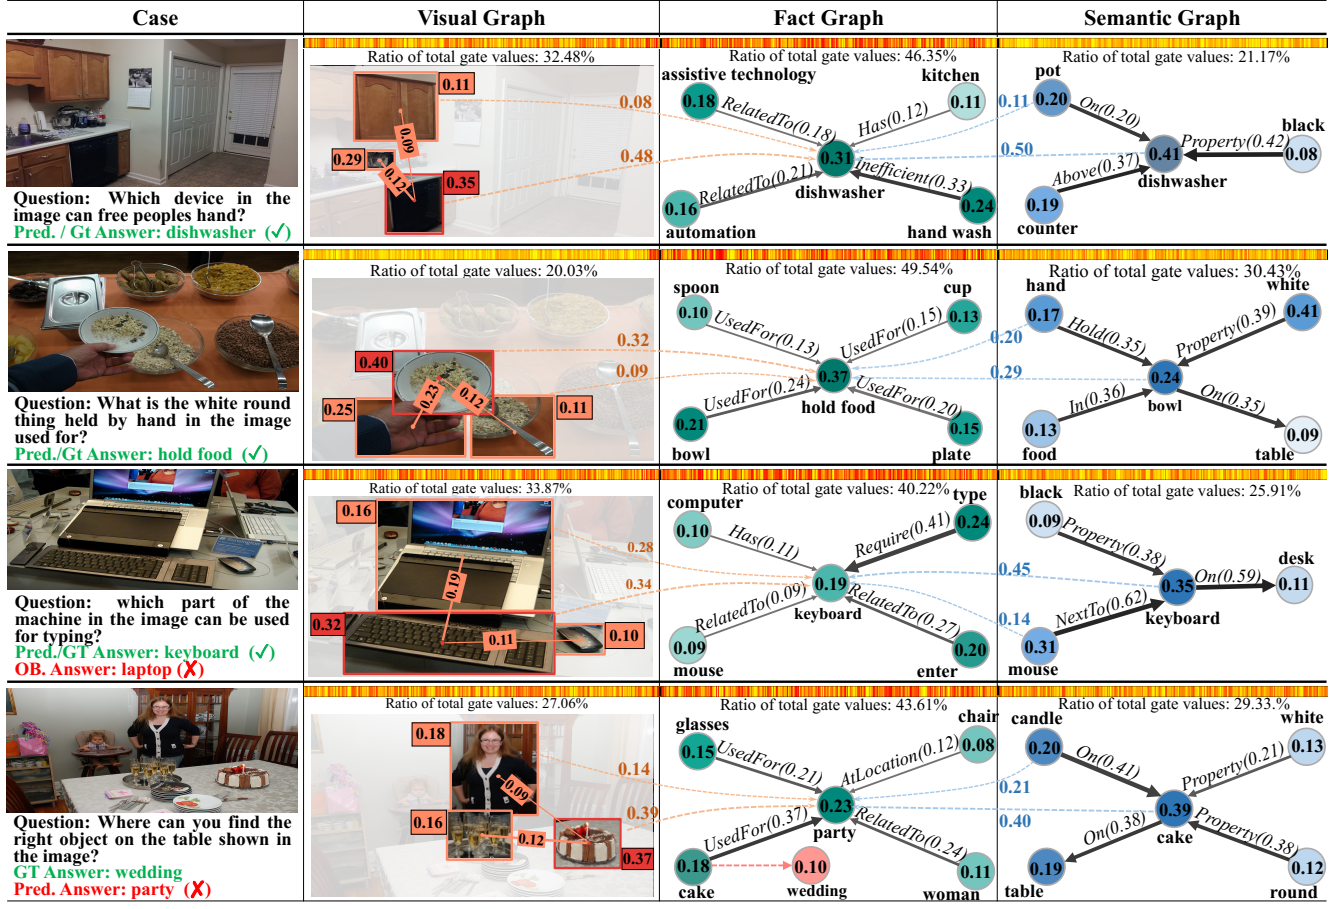 Case
Visual Graph
Fact Graph
Semantic Graph
Question: Which device in the
image can free peoples hand?
Pred. / Gt Answer: dishwasher (✓)
Ratio of total gate values: 32.48%
0.11
0.09
0.29
0.12
0.35
0.08
0.48
Ratio of total gate values: 46.35%
assistive technology
kitchen
0.18
RelatedTo(0.18)
Has(0.12)
0.11
0.31
dishwasher
RelatedTo(0.21)
Inefficient(0.33)
0.16
0.24
automation
hand wash
0.11
0.50
Ratio of total gate values: 21.17%
pot
0.20
On(0.20)
black
Property(0.42)
0.41
0.08
dishwasher
Above(0.37)
0.19
counter
Question: What is the white round
thing held by hand in the image
used for?
Pred./Gt Answer: hold food (✓)
Ratio of total gate values: 20.03%
0.40
0.23
0.12
0.25
0.11
0.32
0.09
Ratio of total gate values: 49.54%
spoon
cup
0.10
UsedFor(0.13)
UsedFor(0.15)
0.13
0.37
hold food
UsedFor(0.24)
UsedFor(0.20)
0.21
0.15
bowl
plate
0.20
0.29
Ratio of total gate values: 30.43%
hand
white
0.17
Hold(0.35)
Property(0.39)
0.41
0.24
bowl
In(0.36)
On(0.35)
0.13
0.09
food
table
Question: which part of the
machine in the image can be used
for typing?
Pred./GT Answer: keyboard (✓)
OB. Answer: laptop (✗)
Ratio of total gate values: 33.87%
0.16
0.19
0.32
0.11
0.10
0.28
0.34
Ratio of total gate values: 40.22%
computer
type
0.10
Has(0.11)
Require(0.41)
0.24
0.19
keyboard
RelatedTo(0.09)
RelatedTo(0.27)
0.09
0.20
mouse
enter
0.45
0.14
Ratio of total gate values: 25.91%
black
0.09
Property(0.38)
desk
0.35
On(0.59)
0.11
keyboard
NextTo(0.62)
0.31
mouse
Question: Where can you find the
right object on the table shown in
the image?
GT Answer: wedding
Pred. Answer: party (✗)
Ratio of total gate values: 27.06%
0.18
0.09
0.16
0.12
0.37
0.14
0.39
Ratio of total gate values: 43.61%
glasses
chair
0.15
UsedFor(0.21)
AtLocation(0.12)
0.08
0.23
party
UsedFor(0.37)
RelatedTo(0.24)
0.18
0.10
0.11
cake
wedding
woman
0.21
0.40
Ratio of total gate values: 29.33%
candle
white
0.20
On(0.41)
Property(0.21)
0.13
0.39
cake
On(0.38)
Property(0.38)
0.19
0.12
table
round